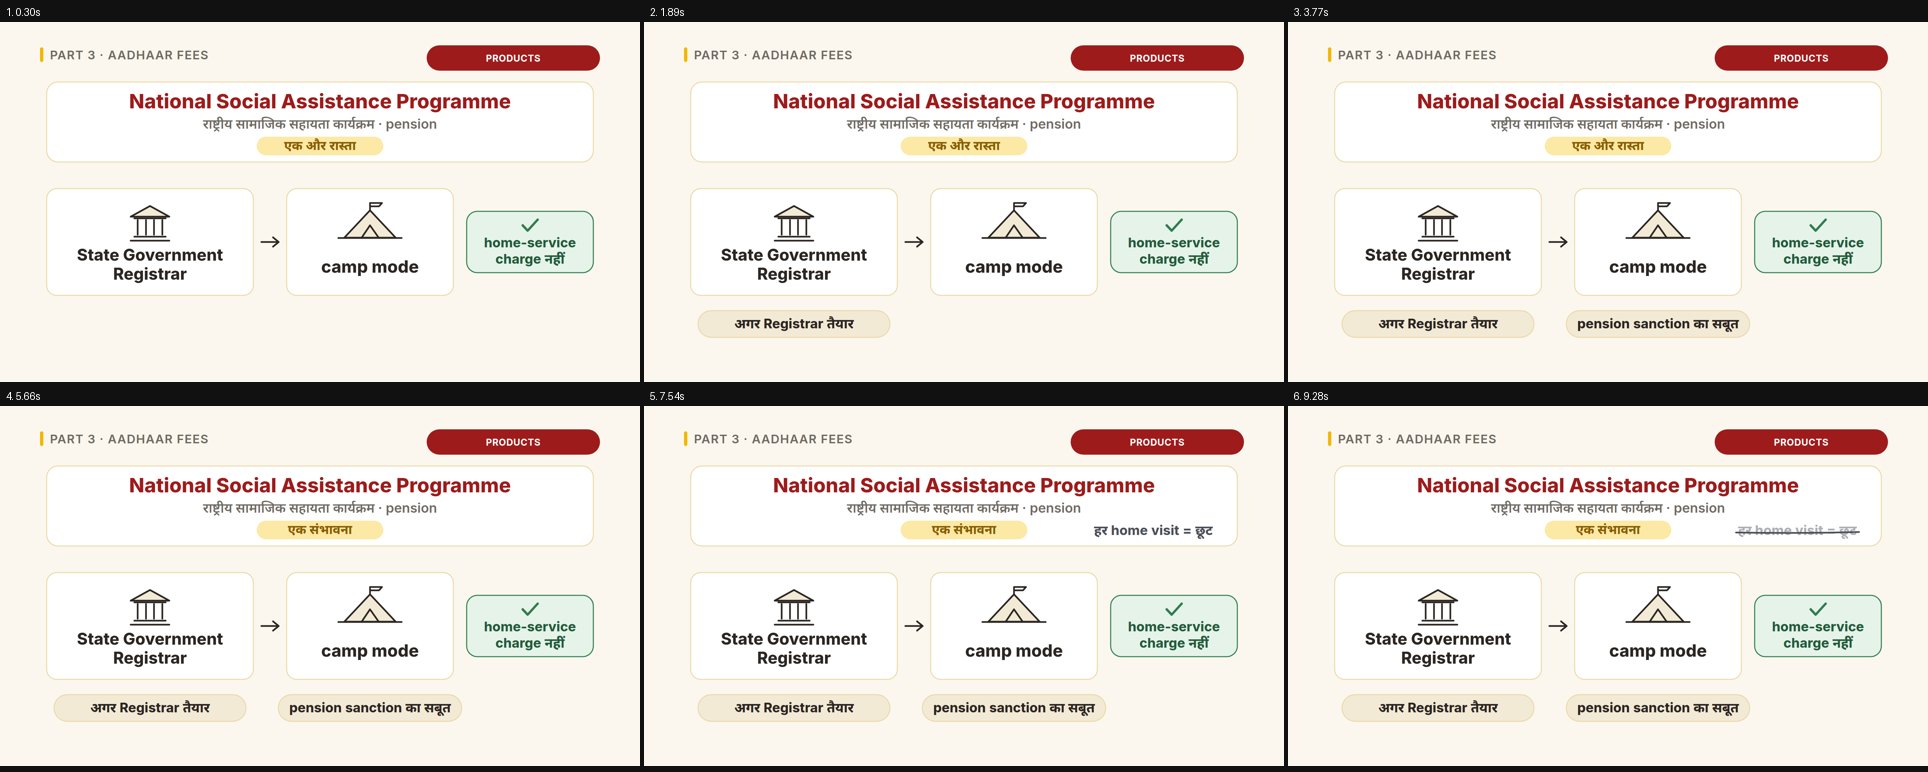 1. 0.30s
PART 3 · AADHAAR FEES
PRODUCTS
National Social Assistance Programme
राष्ट्रीय सामाजिक सहायता कार्यक्रम · pension
एक और रास्ता
State Government
Registrar
camp mode
home-service
charge नहीं
2. 1.89s
PART 3 · AADHAAR FEES
PRODUCTS
National Social Assistance Programme
राष्ट्रीय सामाजिक सहायता कार्यक्रम · pension
एक और रास्ता
State Government
Registrar
camp mode
home-service
charge नहीं
अगर Registrar तैयार
3. 3.77s
PART 3 · AADHAAR FEES
PRODUCTS
National Social Assistance Programme
राष्ट्रीय सामाजिक सहायता कार्यक्रम · pension
एक और रास्ता
State Government
Registrar
camp mode
home-service
charge नहीं
अगर Registrar तैयार
pension sanction का सबूत
4. 5.66s
PART 3 · AADHAAR FEES
PRODUCTS
National Social Assistance Programme
राष्ट्रीय सामाजिक सहायता कार्यक्रम · pension
एक संभावना
State Government
Registrar
camp mode
home-service
charge नहीं
अगर Registrar तैयार
pension sanction का सबूत
5. 7.54s
PART 3 · AADHAAR FEES
PRODUCTS
National Social Assistance Programme
राष्ट्रीय सामाजिक सहायता कार्यक्रम · pension
एक संभावना
हर home visit = छूट
State Government
Registrar
camp mode
home-service
charge नहीं
अगर Registrar तैयार
pension sanction का सबूत
6. 9.28s
PART 3 · AADHAAR FEES
PRODUCTS
National Social Assistance Programme
राष्ट्रीय सामाजिक सहायता कार्यक्रम · pension
एक संभावना
हर home visit = छूट
State Government
Registrar
camp mode
home-service
charge नहीं
अगर Registrar तैयार
pension sanction का सबूत